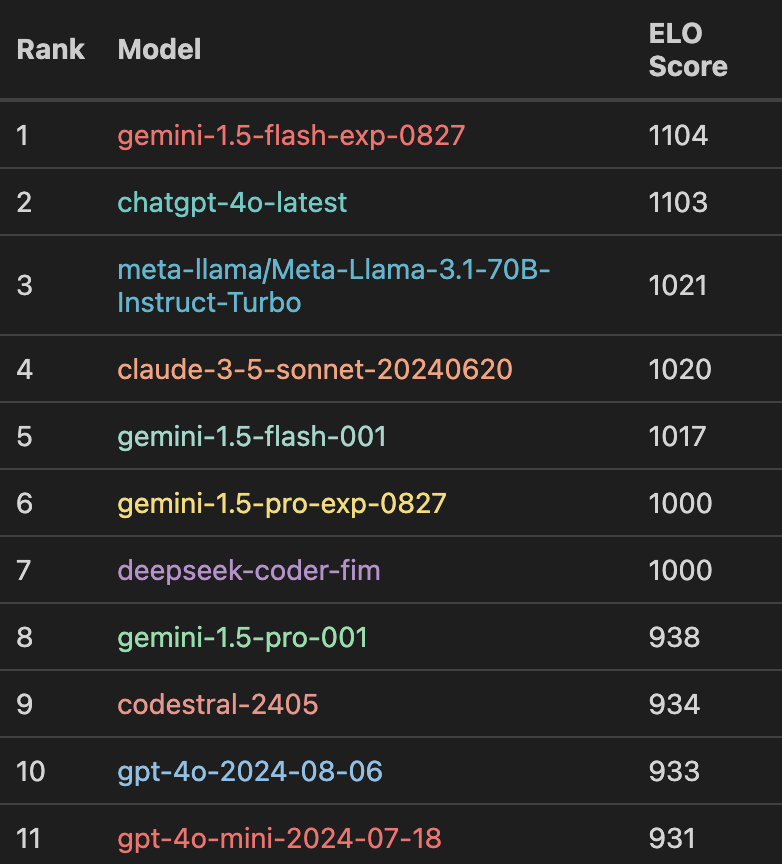 Rank Model ELO Score
1 gemini-1.5-flash-exp-0827 1104
2 chatgpt-4o-latest 1103
3 meta-llama/Meta-Llama-3.1-70B-Instruct-Turbo 1021
4 claude-3-5-sonnet-20240620 1020
5 gemini-1.5-flash-001 1017
6 gemini-1.5-pro-exp-0827 1000
7 deepseek-coder-fim 1000
8 gemini-1.5-pro-001 938
9 codestral-2405 934
10 gpt-4o-2024-08-06 933
11 gpt-4o-mini-2024-07-18 931